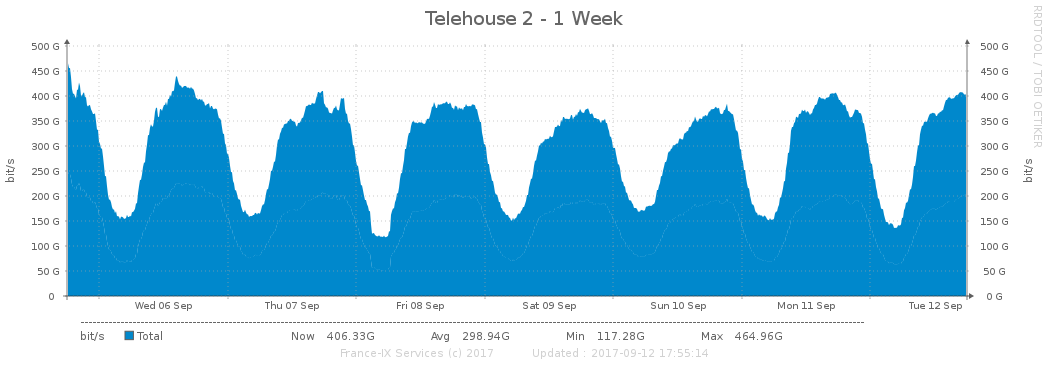 Telehouse 2 - 1 Week
RRDTOOL / TOBI OETIKER
bit/s
500 G
450 G
400 G
350 G
300 G
250 G
200 G
150 G
100 G
50 G
0
500 G
450 G
400 G
350 G
300 G
250 G
200 G
150 G
100 G
50 G
0 G
bit/s
Wed 06 Sep Thu 07 Sep Fri 08 Sep Sat 09 Sep Sun 10 Sep Mon 11 Sep Tue 12 Sep
bit/s Total Now 406.33G Avg 298.94G Min 117.28G Max 464.96G
France-IX Services (c) 2017 Updated : 2017-09-12 17:55:14